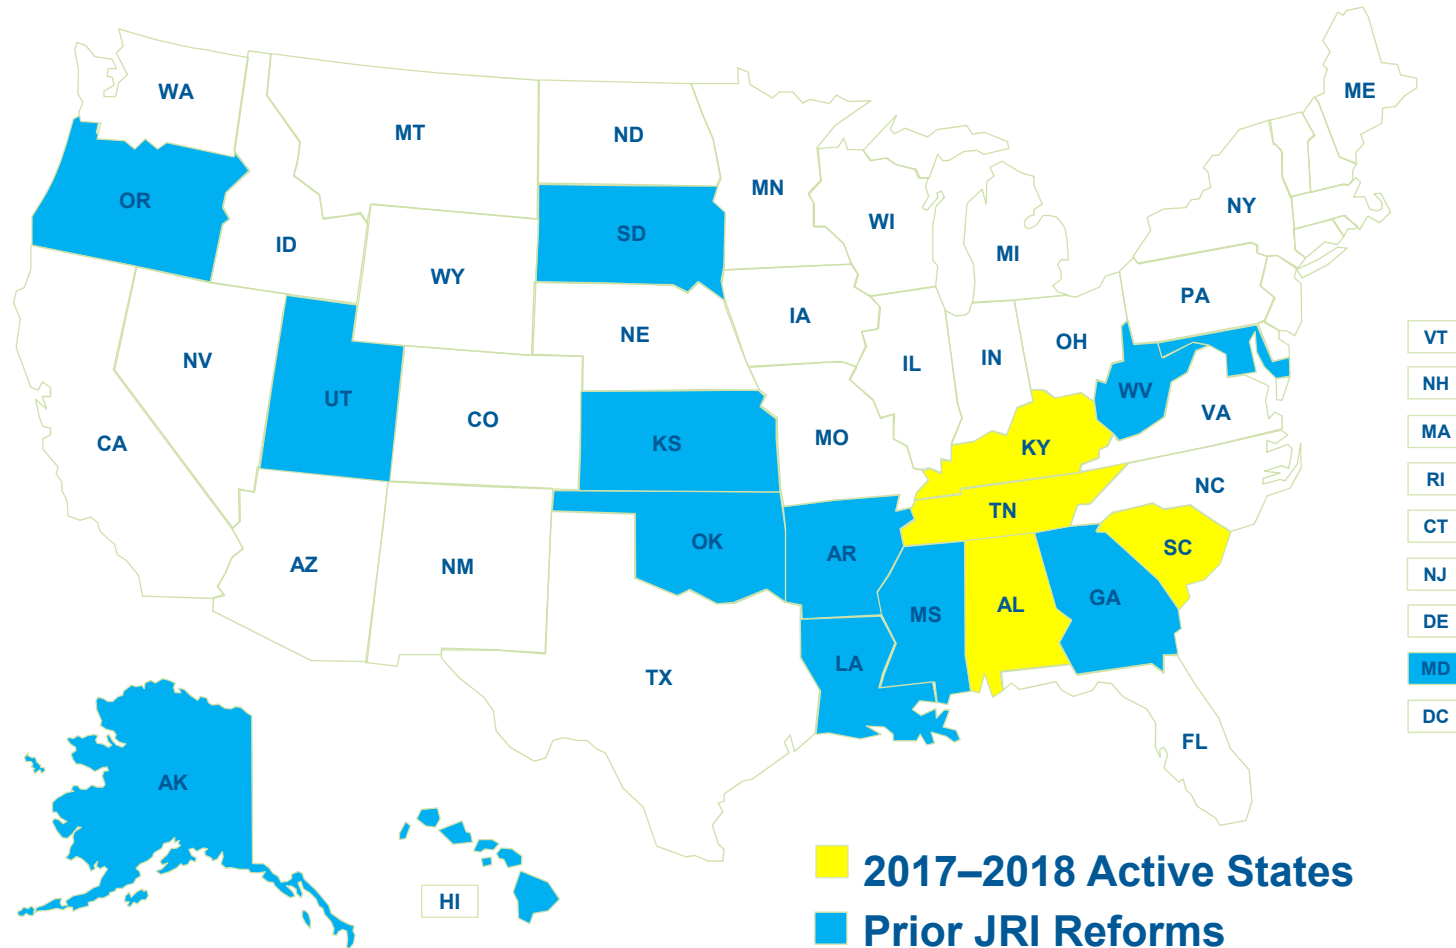 WA
ME
MT
ND
MN
OR
NY
WI
SD
ID
MI
WY
PA
IA
NE
OH
VT
NV
IN
IL
NH
WV
UT
VA
CO
MA
MO
CA
KS
KY
RI
NC
TN
CT
OK
SC
AR
AZ
NM
NJ
GA
AL
MS
DE
LA
MD
TX
DC
FL
AK
2017–2018 Active States
HI
Prior JRI Reforms